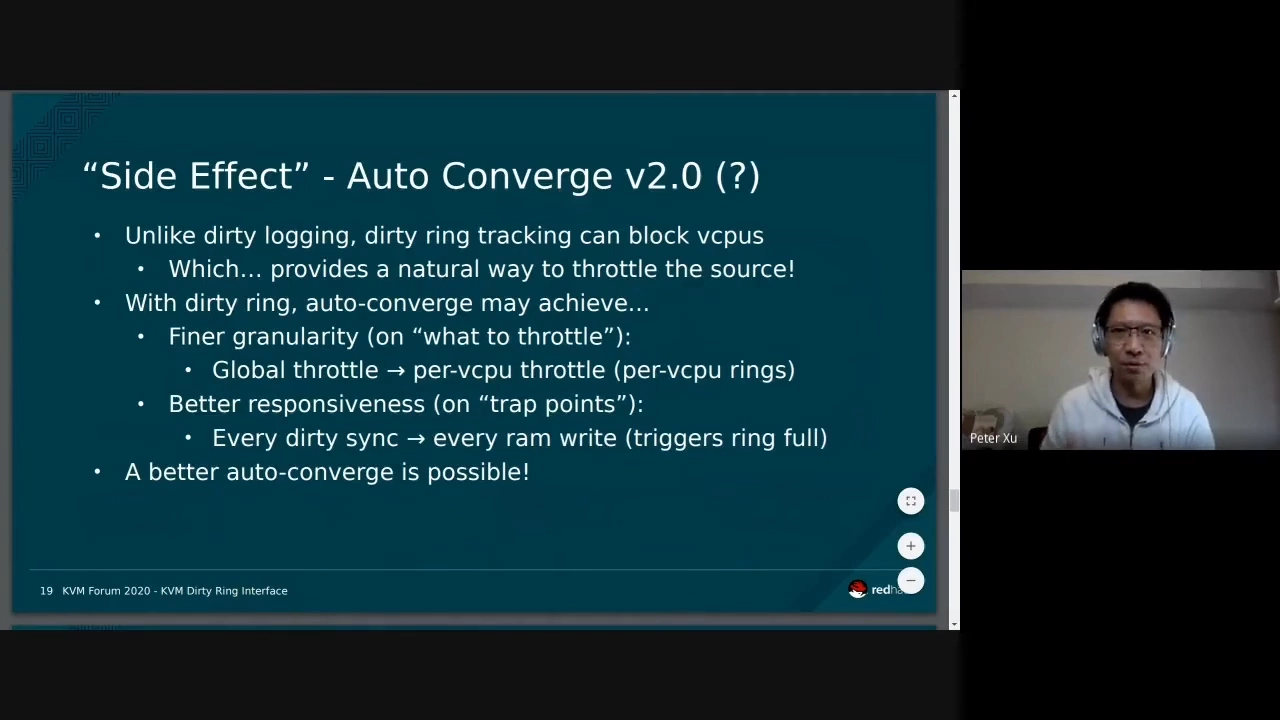 “Side Effect” - Auto Converge v2.0 (?)
• Unlike dirty logging, dirty ring tracking can block vcpus
• Which... provides a natural way to throttle the source!
• With dirty ring, auto-converge may achieve...
• Finer granularity (on “what to throttle”):
• Global throttle → per-vcpu throttle (per-vcpu rings)
• Better responsiveness (on “trap points”):
• Every dirty sync → every ram write (triggers ring full)
• A better auto-converge is possible!
19 KVM Forum 2020 - KVM Dirty Ring Interface
Peter Xu